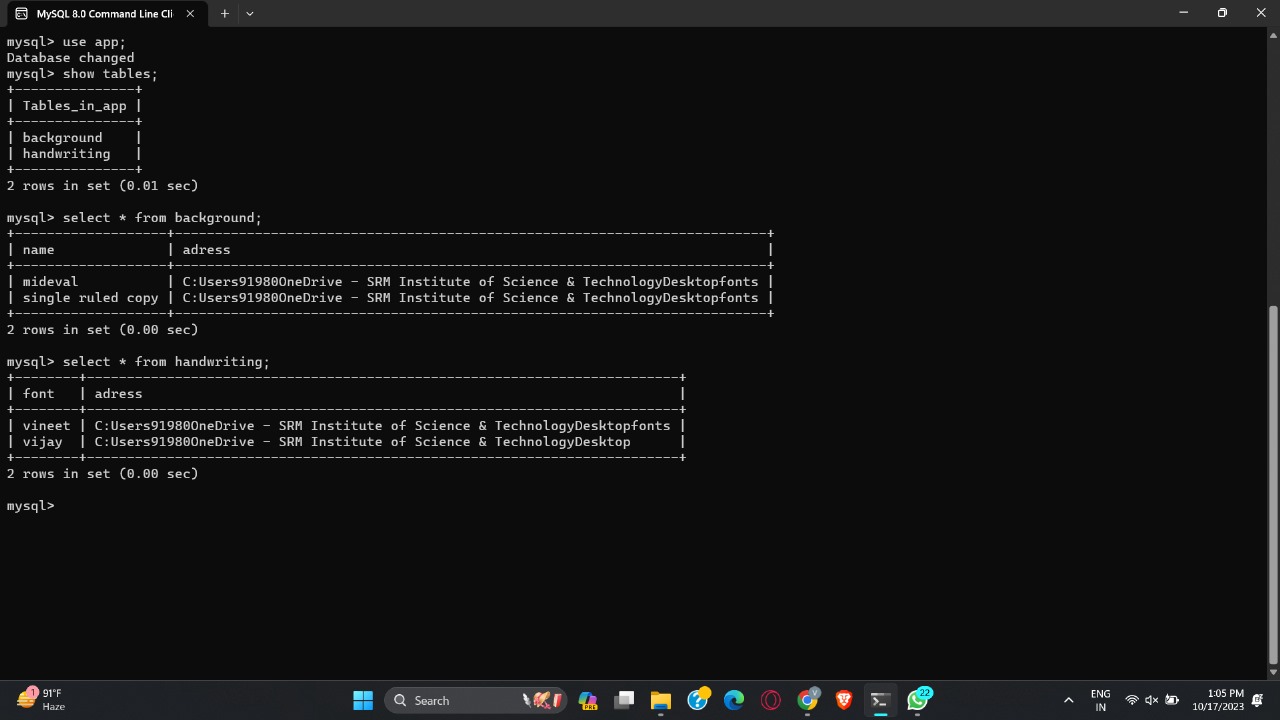 MySQL 8.0 Command Line Cli
mysql> use app;
Database changed
mysql> show tables;
+---------------+
| Tables_in_app |
+---------------+
| background    |
| handwriting   |
+---------------+
2 rows in set (0.01 sec)
mysql> select * from background;
+-------------------+--------------------------------------------------------------------------+
| name              | adress                                                                   |
+-------------------+--------------------------------------------------------------------------+
| mideval           | C:Users91980OneDrive - SRM Institute of Science & TechnologyDesktopfonts |
| single ruled copy | C:Users91980OneDrive - SRM Institute of Science & TechnologyDesktopfonts |
+-------------------+--------------------------------------------------------------------------+
2 rows in set (0.00 sec)
mysql> select * from handwriting;
+--------+--------------------------------------------------------------------------+
| font   | adress                                                                   |
+--------+--------------------------------------------------------------------------+
| vineet | C:Users91980OneDrive - SRM Institute of Science & TechnologyDesktopfonts |
| vijay  | C:Users91980OneDrive - SRM Institute of Science & TechnologyDesktop      |
+--------+--------------------------------------------------------------------------+
2 rows in set (0.00 sec)
mysql>
1
91°F
Haze
Search
PRE
V
22
ENG
IN
1:05 PM
10/17/2023